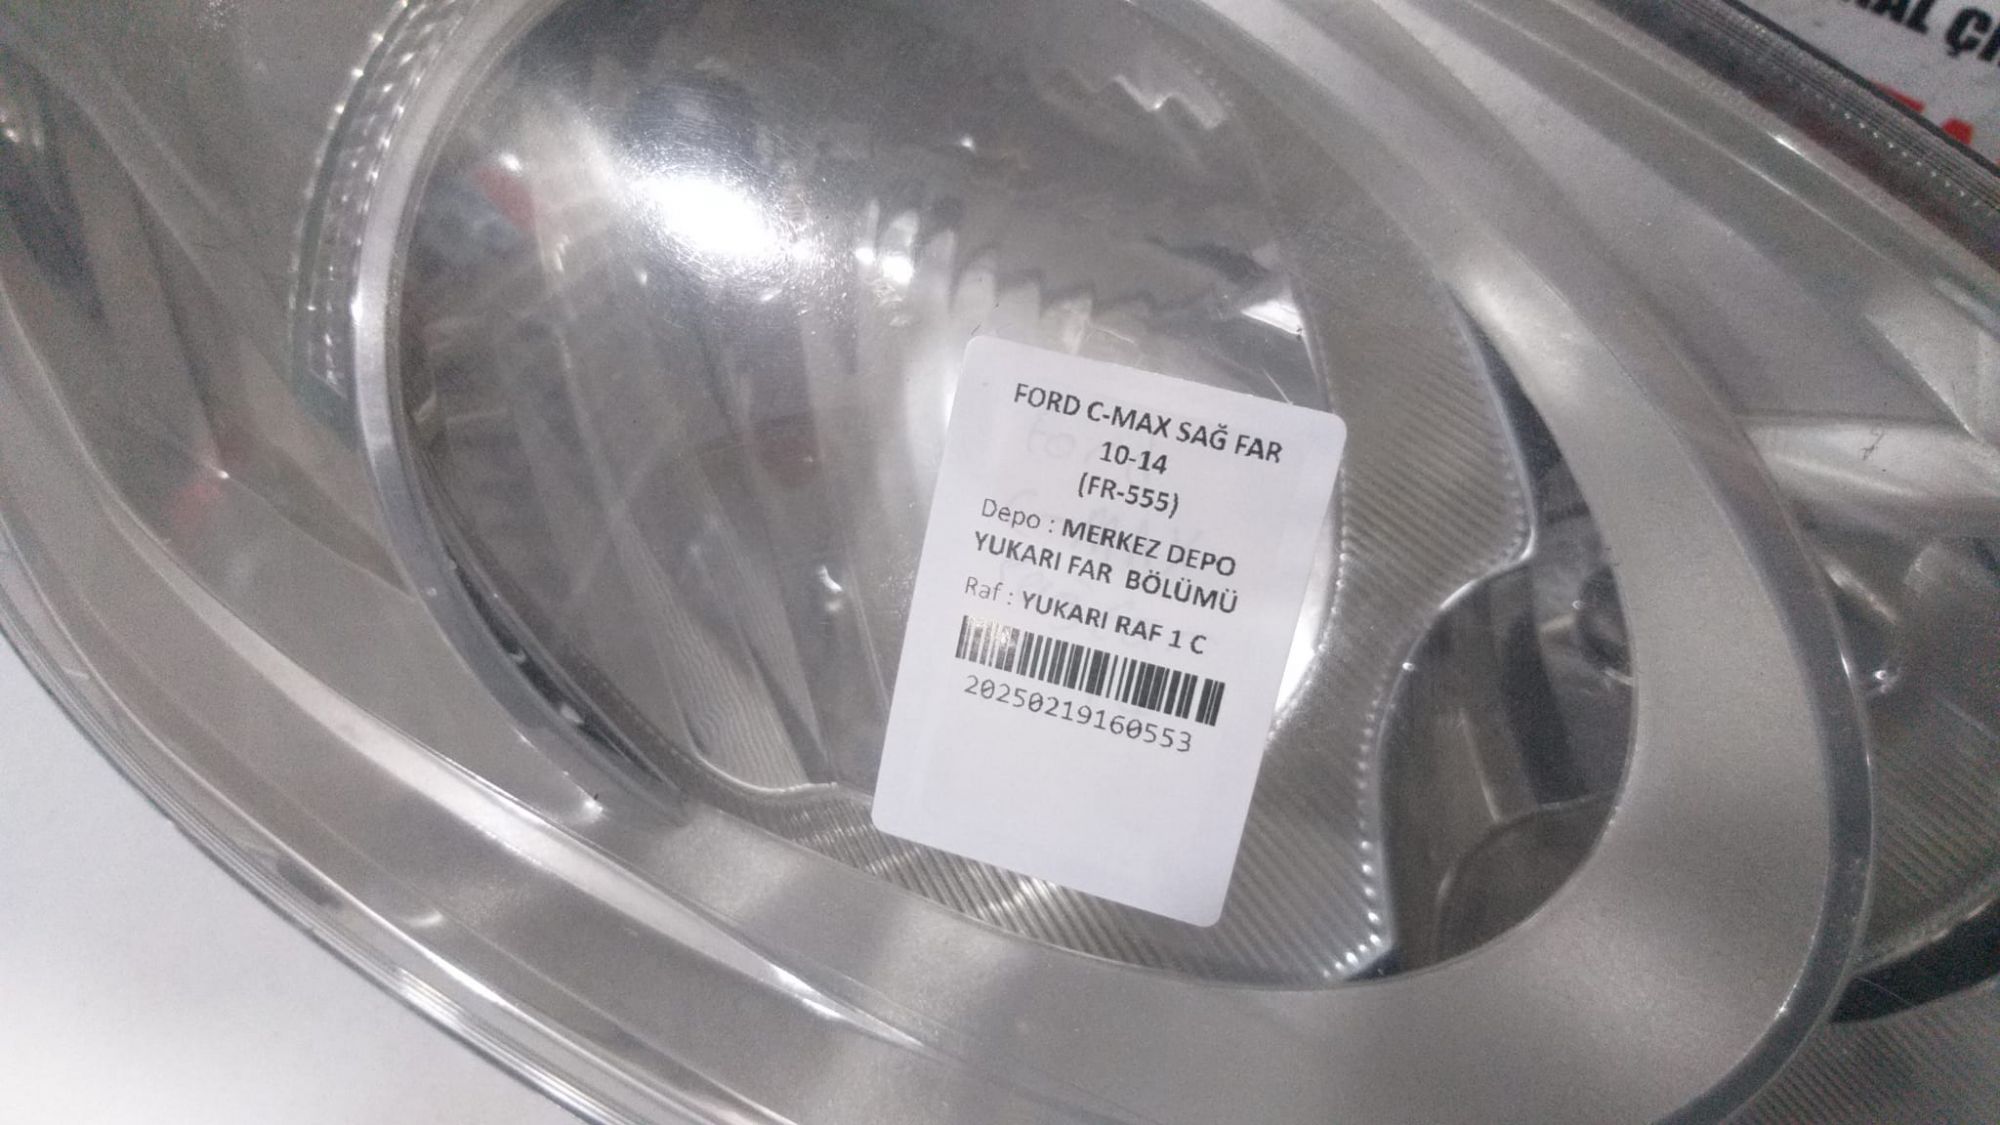 FORD C-MAX SAĞ FAR
10-14
(FR-555)
Depo : MERKEZ DEPO
YUKARI FAR BÖLÜMÜ
Raf : YUKARI RAF 1 C
20250219160553